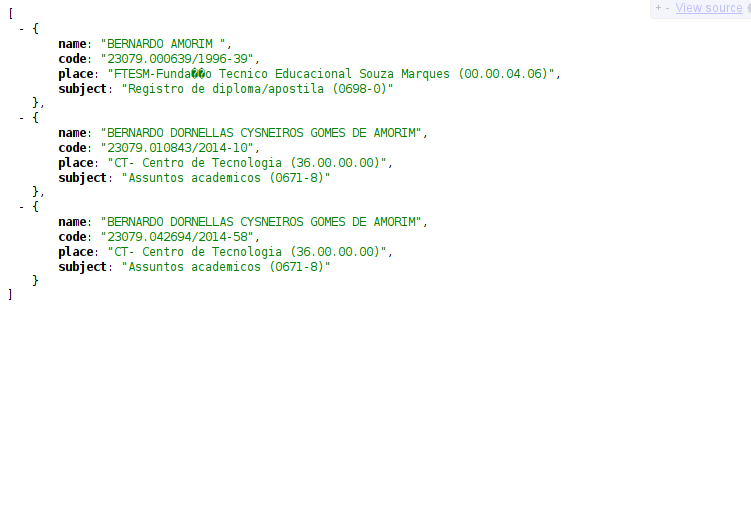 + - View source
[
- {
name: "BERNARDO AMORIM ",
code: "23079.000639/1996-39",
place: "FTESM-Funda��o Tecnico Educacional Souza Marques (00.00.04.06)",
subject: "Registro de diploma/apostila (0698-0)"
},
- {
name: "BERNARDO DORNELLAS CYSNEIROS GOMES DE AMORIM",
code: "23079.010843/2014-10",
place: "CT- Centro de Tecnologia (36.00.00.00)",
subject: "Assuntos academicos (0671-8)"
},
- {
name: "BERNARDO DORNELLAS CYSNEIROS GOMES DE AMORIM",
code: "23079.042694/2014-58",
place: "CT- Centro de Tecnologia (36.00.00.00)",
subject: "Assuntos academicos (0671-8)"
}
]